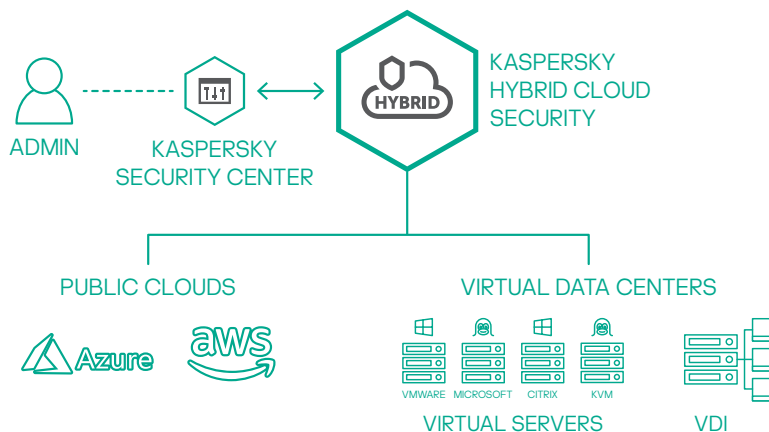 KASPERSKY
HYBRID CLOUD
SECURITY
HYBRID
ADMIN
KASPERSKY
SECURITY CENTER
PUBLIC CLOUDS
VIRTUAL DATA CENTERS
Azure
aws
VMWARE
MICROSOFT
CITRIX
KVM
VIRTUAL SERVERS
VDI